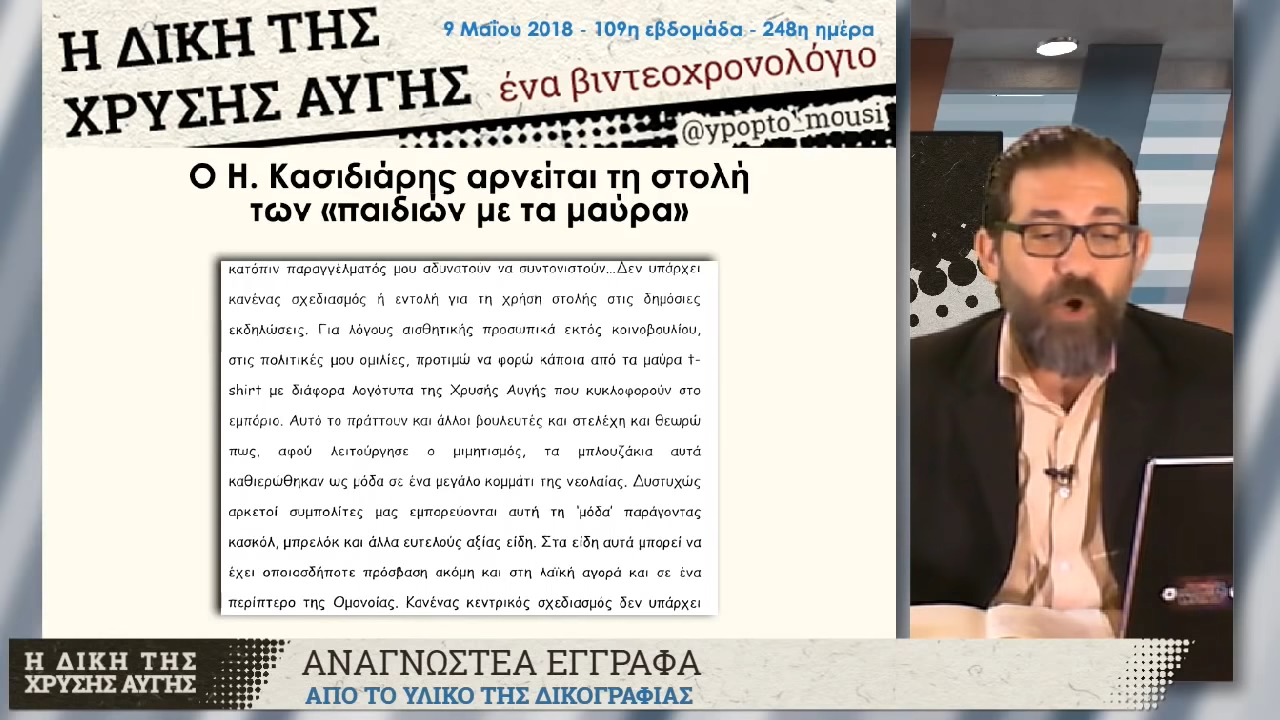 Η ΔΙΚΗ ΤΗΣ
ΧΡΥΣΗΣ ΑΥΓΗΣ
9 Μαΐου 2018 - 109η εβδομάδα - 248η ημέρα
ένα βιντεοχρονολόγιο
@ypopto_mousi
Ο Η. Κασιδιάρης αρνείται τη στολή
των «παιδιών με τα μαύρα»
κατόπιν παραγγέλματός μου αδυνατούν να συντονιστούν...Δεν υπάρχει
κανένας σχεδιασμός ή εντολή για τη χρήση στολής στις δημόσιες
εκδηλώσεις. Για λόγους αισθητικής προσωπικά εκτός κοινοβουλίου,
στις πολιτικές μου ομιλίες, προτιμώ να φορώ κάποια από τα μαύρα t-
shirt με διάφορα λογότυπα της Χρυσής Αυγής που κυκλοφορούν στο
εμπόριο. Αυτό το πράττουν και άλλοι βουλευτές και στελέχη και θεωρώ
πως, αφού λειτούργησε ο μιμητισμός, τα μπλουζάκια αυτά
καθιερώθηκαν ως μόδα σε ένα μεγάλο κομμάτι της νεολαίας. Δυστυχώς
αρκετοί συμπολίτες μας εμπορεύονται αυτή τη 'μόδα' παράγοντας
κασκόλ, μπρελόκ και άλλα ευτελούς αξίας είδη. Στα είδη αυτά μπορεί να
έχει οποιοσδήποτε πρόσβαση ακόμη και στη λαϊκή αγορά και σε ένα
περίπτερο της Ομονοίας. Κανένας κεντρικός σχεδιασμός δεν υπάρχει
Η ΔΙΚΗ ΤΗΣ
ΧΡΥΣΗΣ ΑΥΓΗΣ
ΑΝΑΓΝΩΣΤΕΑ ΕΓΓΡΑΦΑ
ΑΠΟ ΤΟ ΥΛΙΚΟ ΤΗΣ ΔΙΚΟΓΡΑΦΙΑΣ